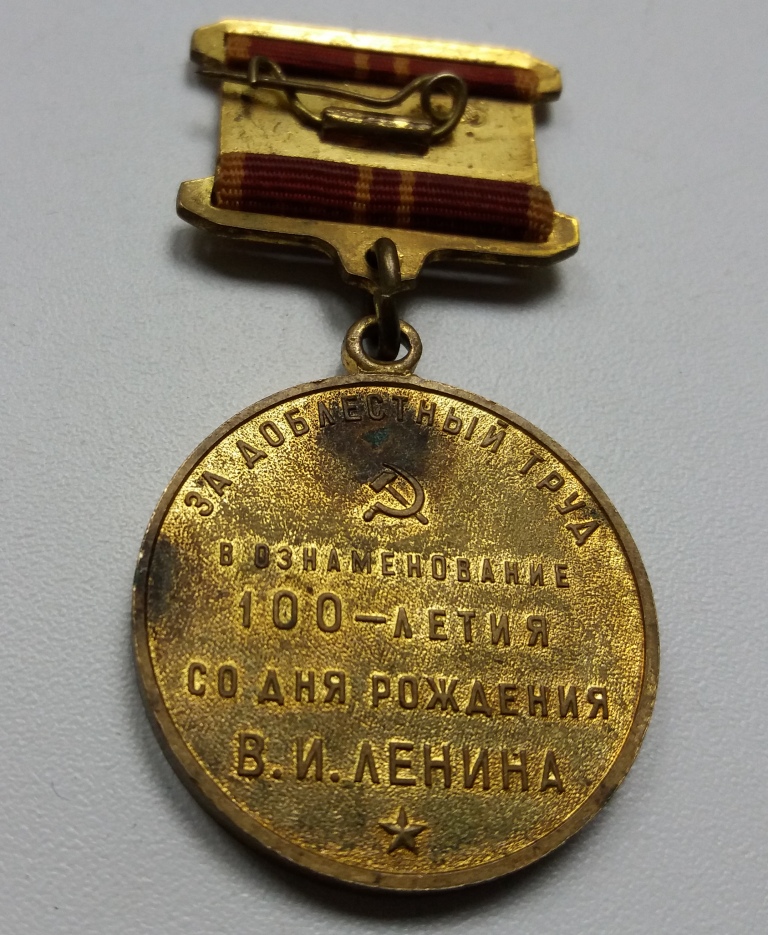 ЗА ДОБЛЕСТНЫЙ ТРУД
В ОЗНАМЕНОВАНИЕ
100-ЛЕТИЯ
СО ДНЯ РОЖДЕНИЯ
В.И.ЛЕНИНА